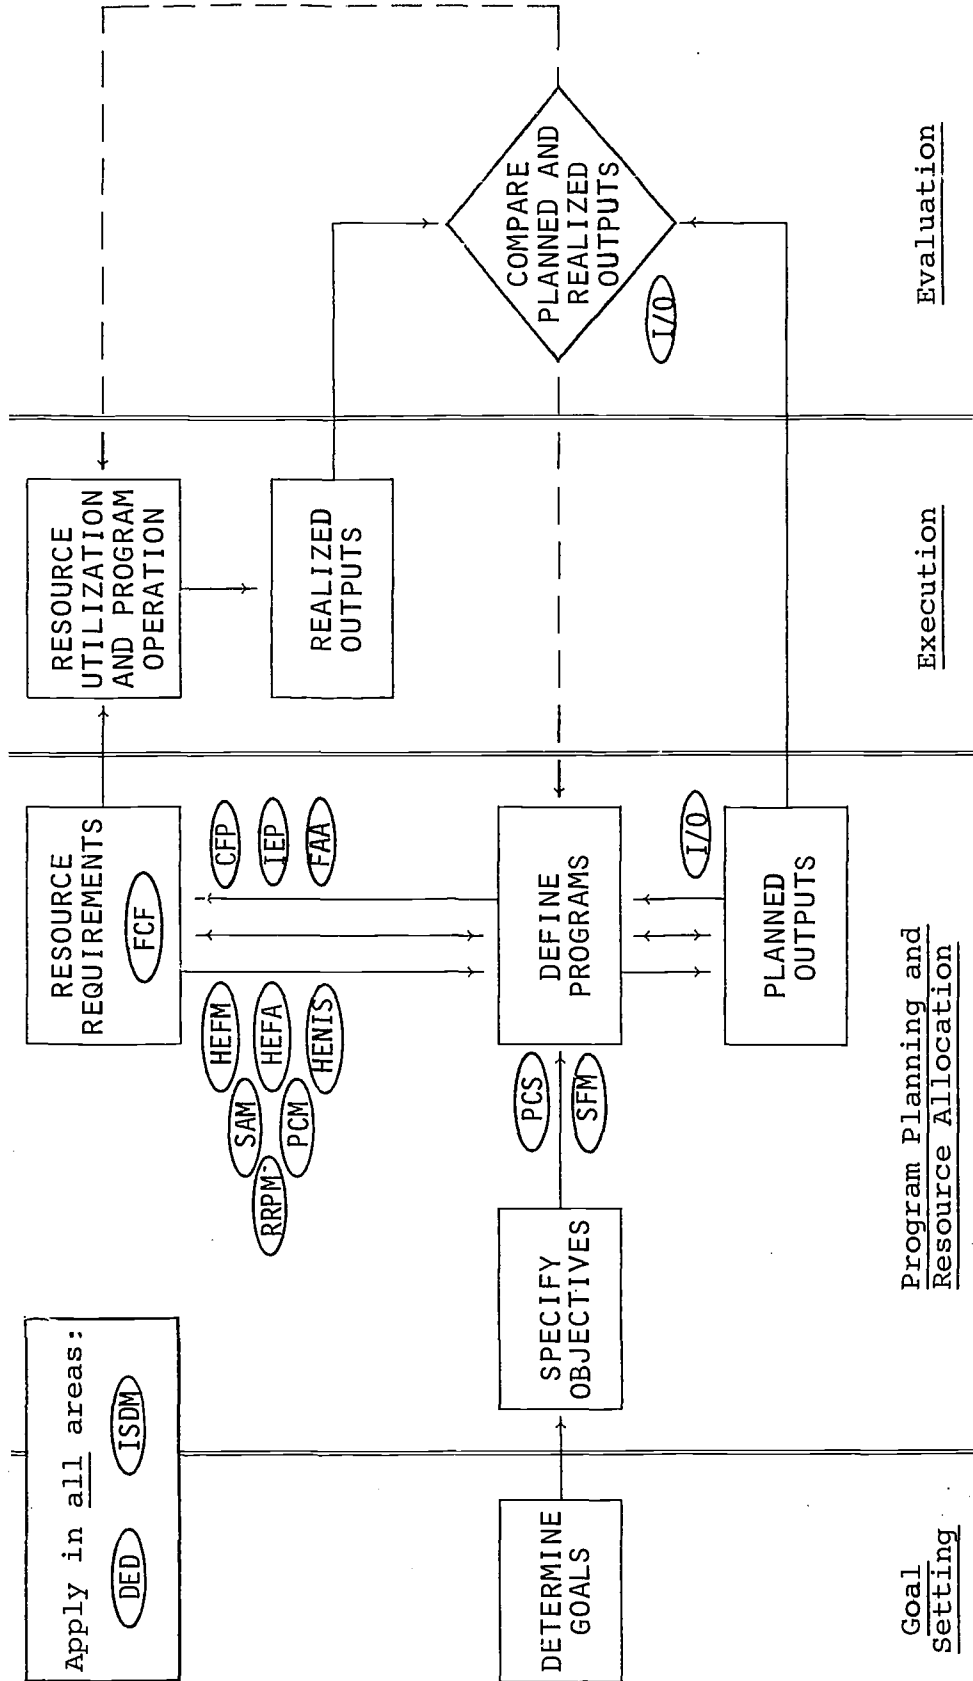 Apply in all areas:
DED
ISDM
DETERMINE
GOALS
Goal
Setting
SPECIFY
OBJECTIVES
RESOURCE
REQUIREMENTS
FCF
HEFM
SAM
HEFA
RRPM
PCM
HENIS
CFP
IEP
FAA
PCS
SFM
DEFINE
PROGRAMS
I/O
PLANNED
OUTPUTS
Program Planning and
Resource Allocation
RESOURCE
UTILIZATION
AND PROGRAM
OPERATION
REALIZED
OUTPUTS
Execution
COMPARE
PLANNED AND
REALIZED
OUTPUTS
I/O
Evaluation